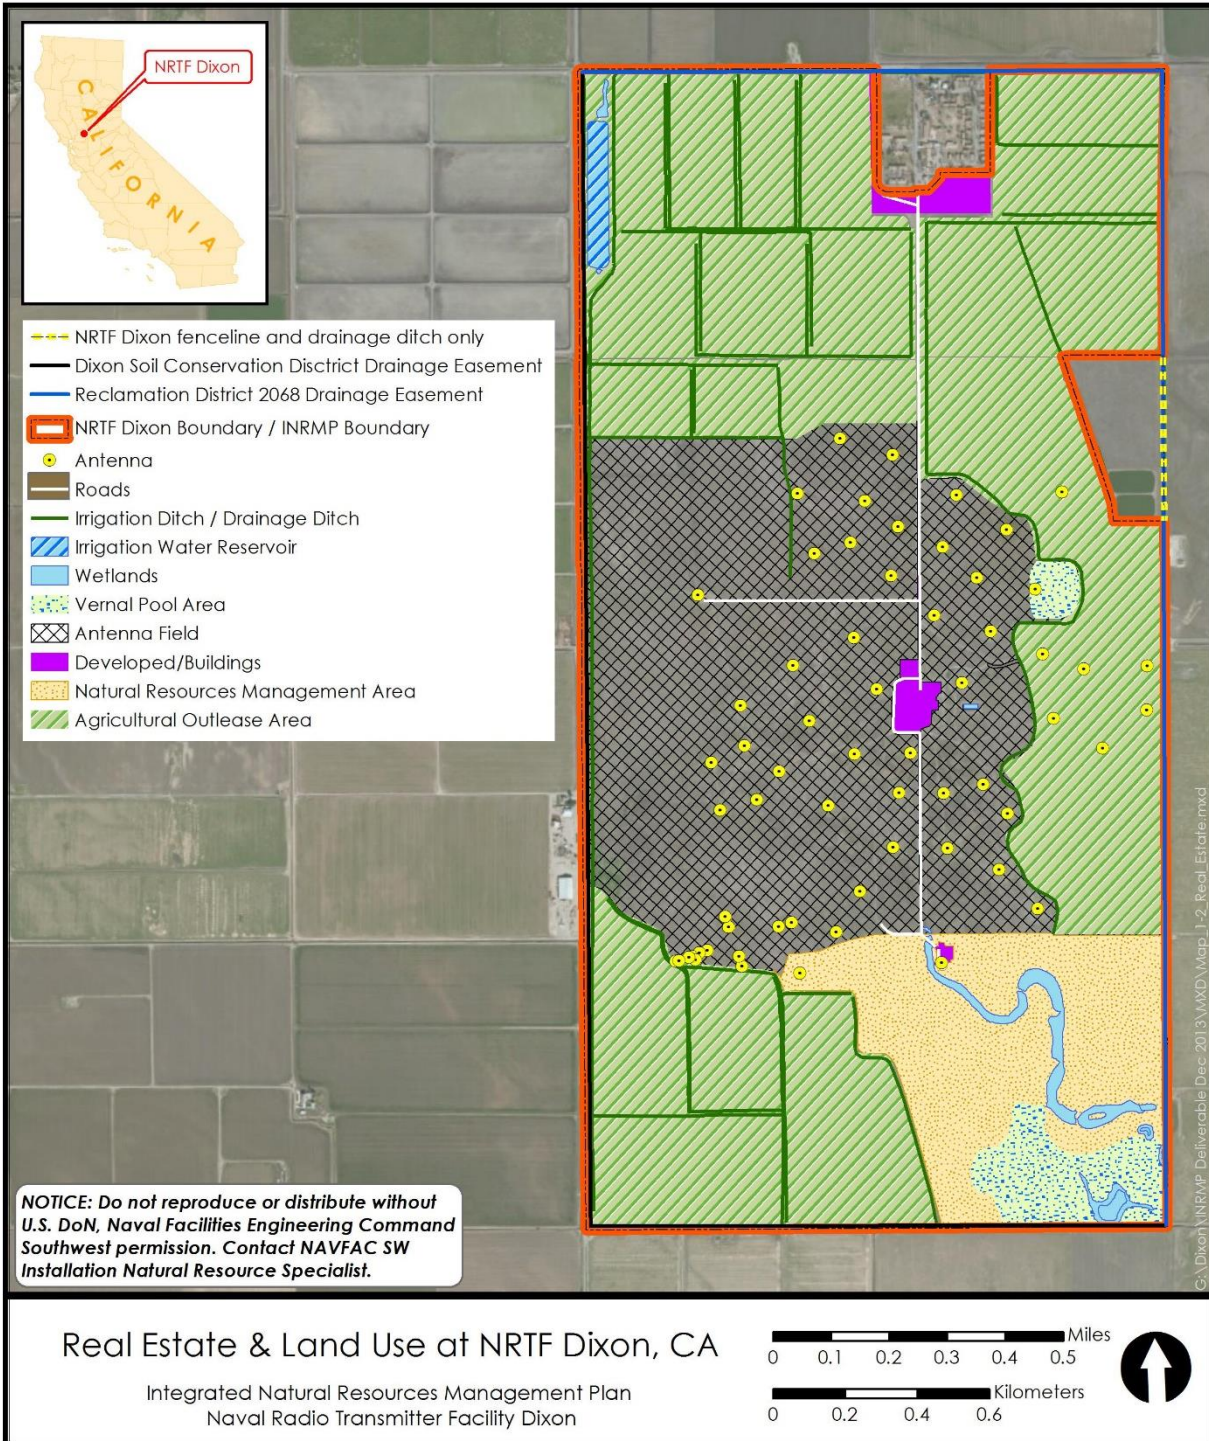 NRTF Dixon
CALIFORNIA
NRTF Dixon fenceline and drainage ditch only
Dixon Soil Conservation Disctrict Drainage Easement
Reclamation District 2068 Drainage Easement
NRTF Dixon Boundary / INRMP Boundary
Antenna
Roads
Irrigation Ditch / Drainage Ditch
Irrigation Water Reservoir
Wetlands
Vernal Pool Area
Antenna Field
Developed/Buildings
Natural Resources Management Area
Agricultural Outlease Area
G:\Dixon\INRMP Deliverable Dec 2013\MXD\Map_1-2_Real_Estate.mxd
NOTICE: Do not reproduce or distribute without
U.S. DoN, Naval Facilities Engineering Command
Southwest permission. Contact NAVFAC SW
Installation Natural Resource Specialist.
Real Estate & Land Use at NRTF Dixon, CA
Integrated Natural Resources Management Plan
Naval Radio Transmitter Facility Dixon
Miles
0 0.1 0.2 0.3 0.4 0.5
Kilometers
0 0.2 0.4 0.6